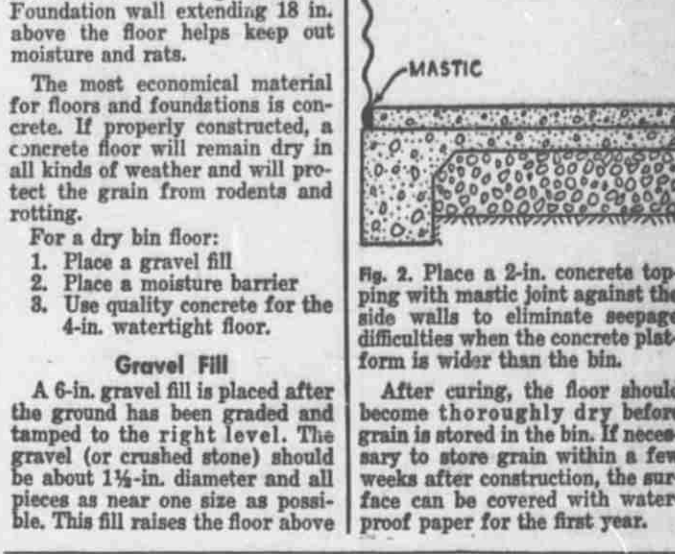 Foundation wall extending 18 in.
above the floor helps keep out
moisture and rats.
The most economical material
for floors and foundations is con-
crete. If properly constructed, a
concrete floor will remain dry in
all kinds of weather and will pro-
tect the grain from rodents and
rotting.
For a dry bin floor:
1. Place a gravel fill
2. Place a moisture barrier
3. Use quality concrete for the
4-in. watertight floor.
Gravel Fill
A 6-in. gravel fill is placed after
the ground has been graded and
tamped to the right level. The
gravel (or crushed stone) should
be about 1½-in. diameter and all
pieces as near one size as possi-
ble. This fill raises the floor above
MASTIC
Fig. 2. Place a 2-in. concrete top-
ping with mastic joint against the
side walls to eliminate seepage
difficulties when the concrete plat-
form is wider than the bin.
After curing, the floor should
become thoroughly dry before
grain is stored in the bin. If neces-
sary to store grain within a few
weeks after construction, the sur-
face can be covered with water-
proof paper for the first year.